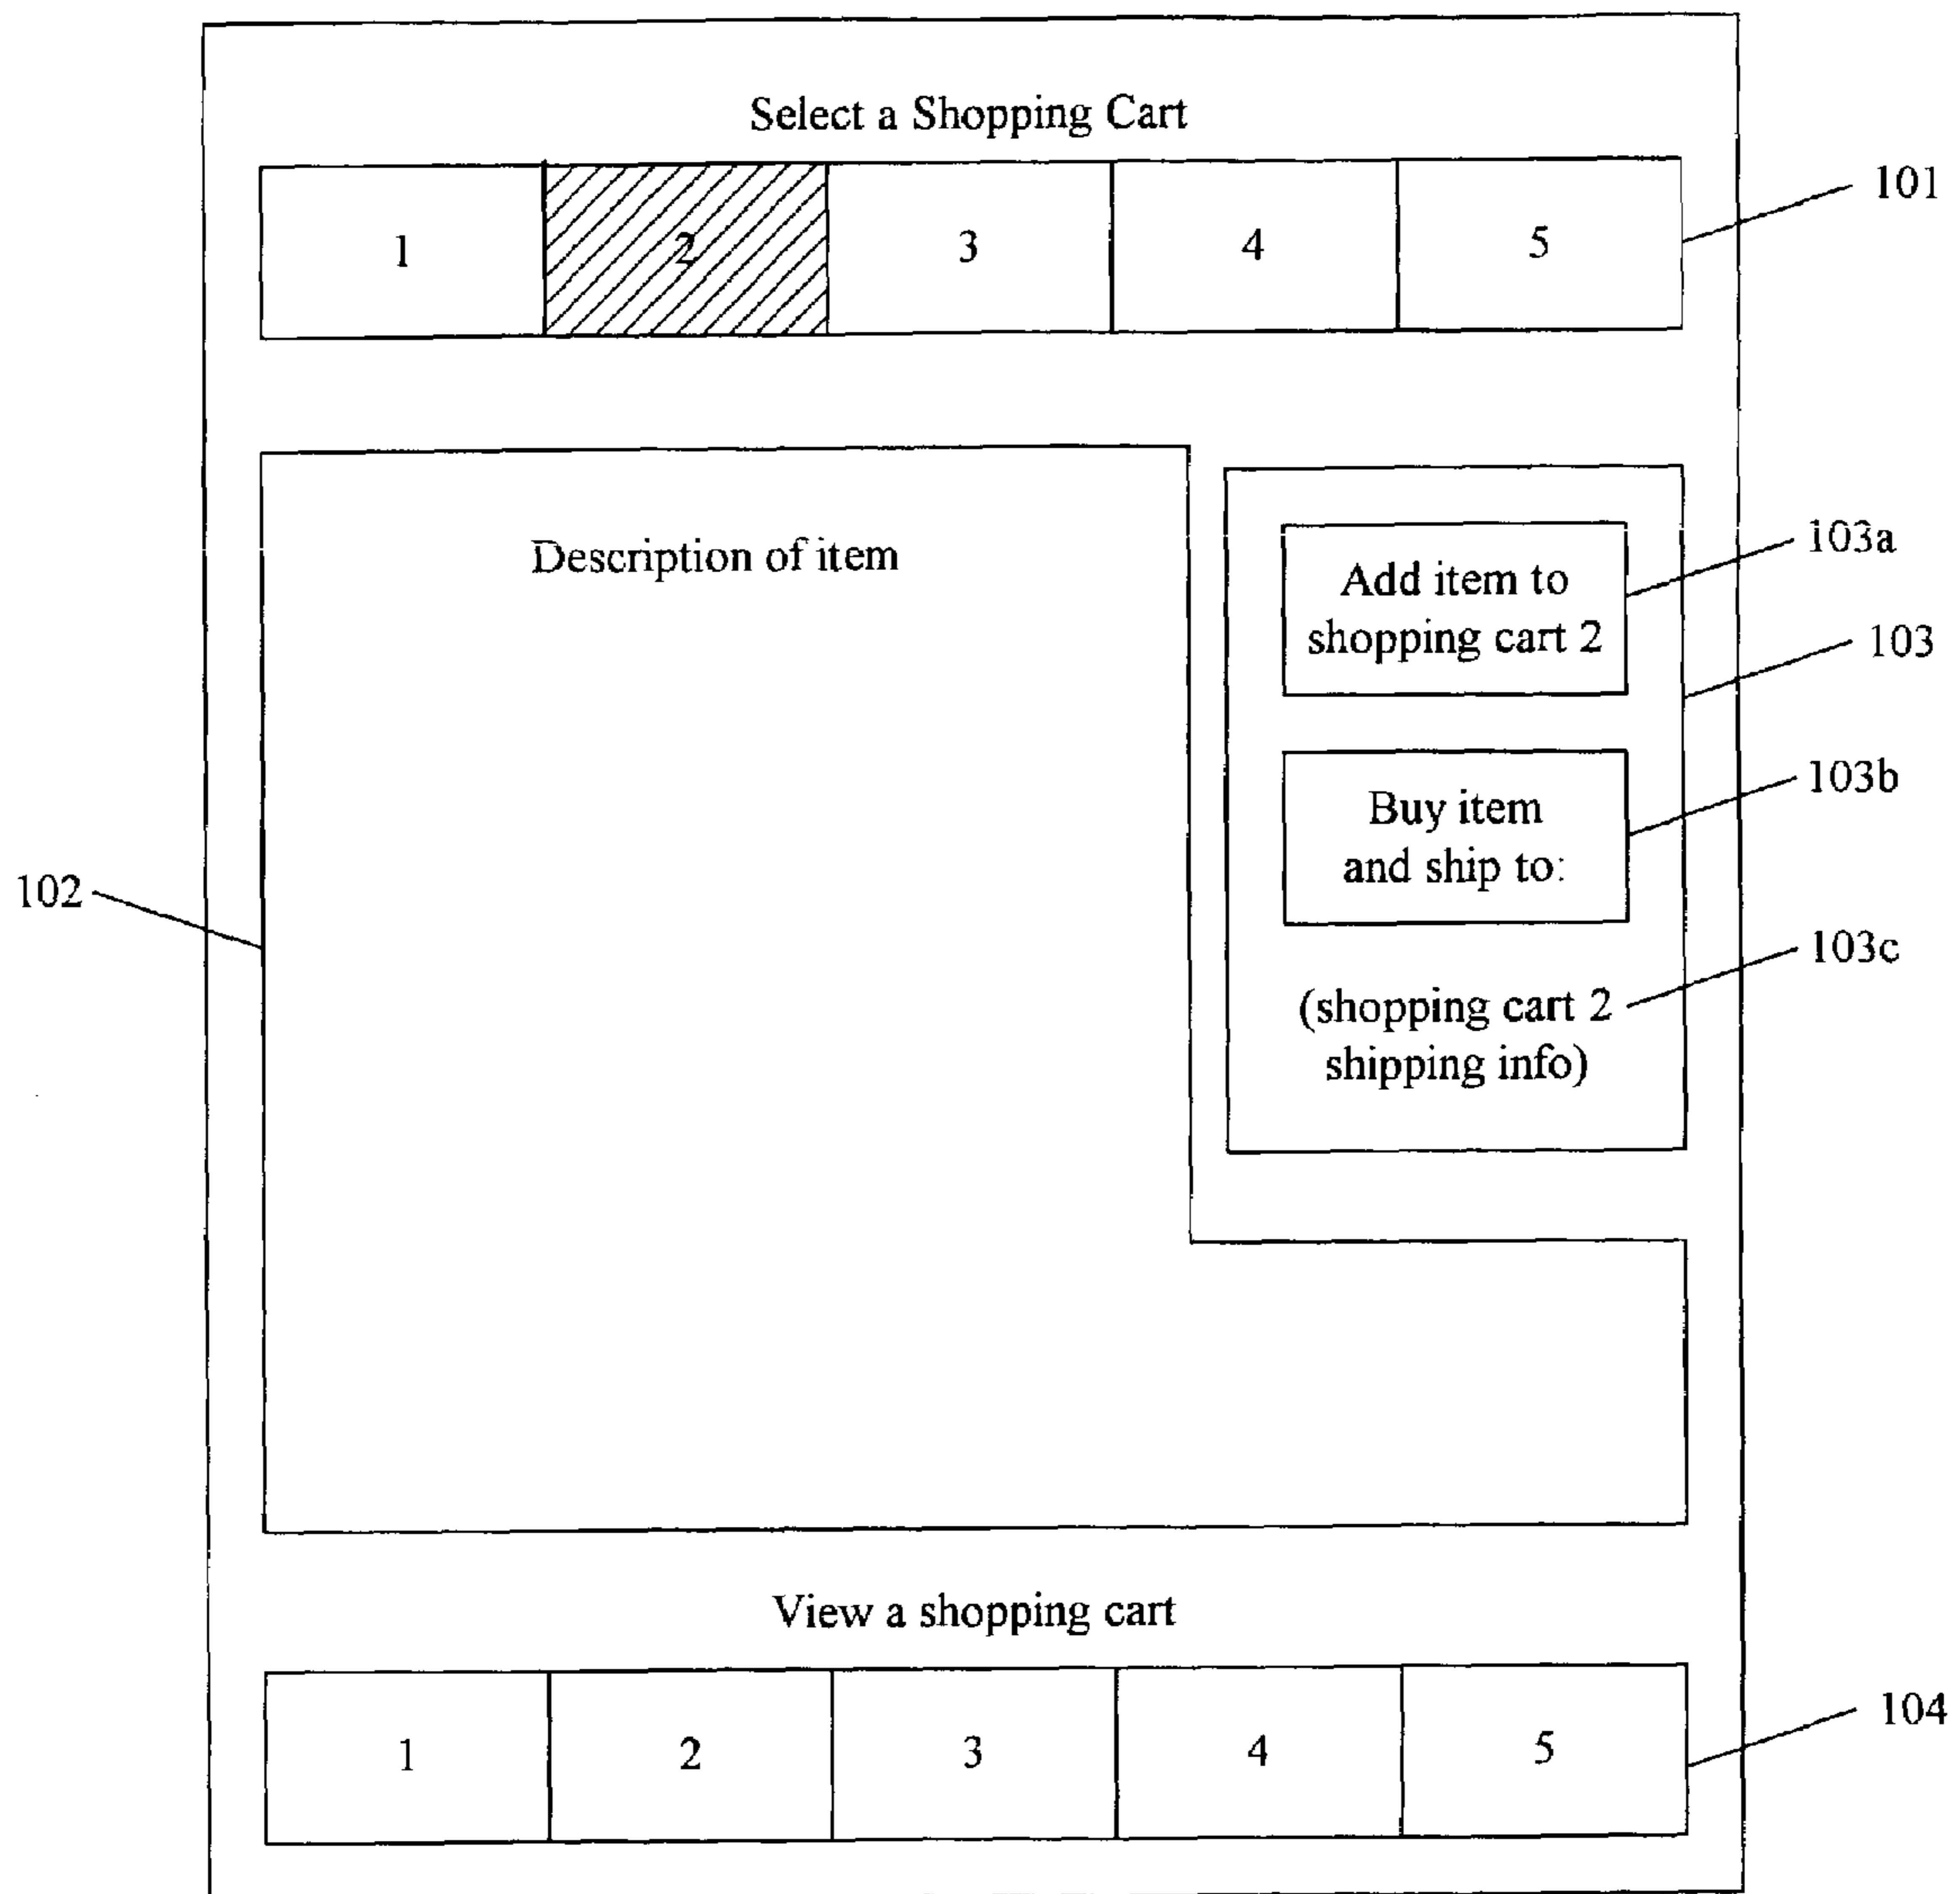 Select a Shopping Cart
1 2 3 4 5
101
Description of item
Add item to
shopping cart 2
103a
103
Buy item
and ship to:
103b
102
103c
(shopping cart 2
shipping info)
View a shopping cart
1 2 3 4 5
104